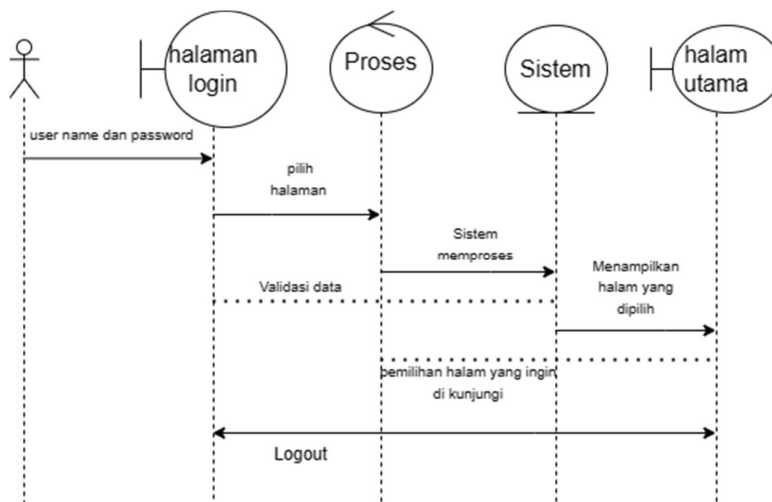 halaman
login
Proses
Sistem
halam
utama
user name dan password
pilih
halaman
Sistem
memproses
Menampilkan
halam yang
dipilih
Validasi data
pemilihan halam yang ingin
di kunjungi
Logout